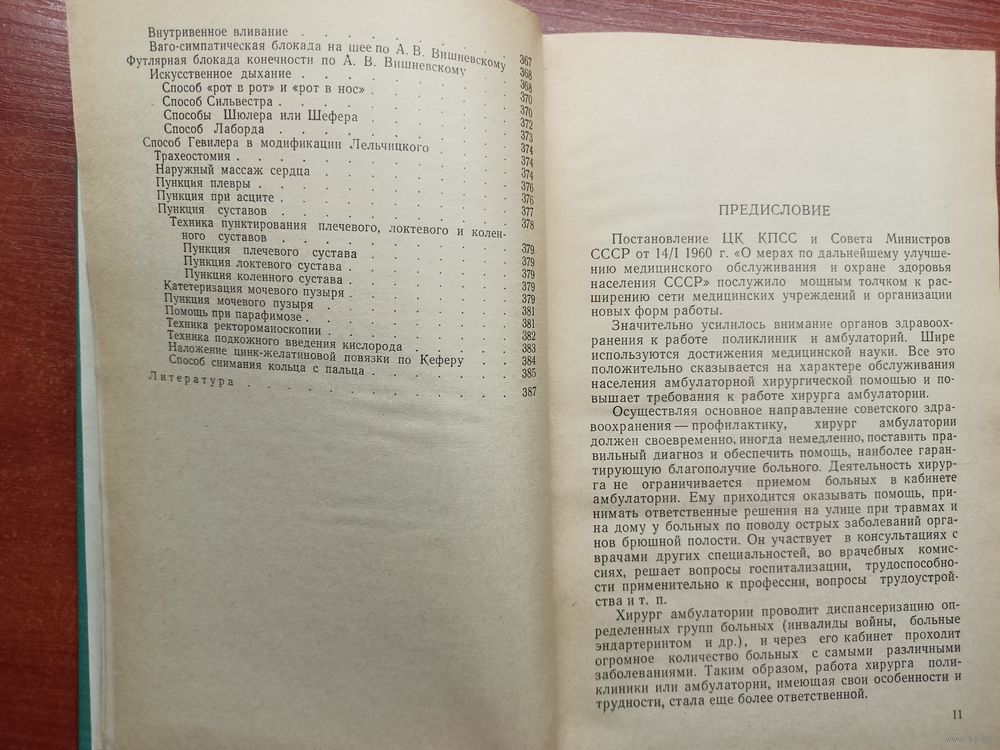 Внутривенное вливание . . . . . . . . . 367
Ваго-симпатическая блокада на шее по А. В. Вишневскому 368
Футлярная блокада конечности по А. В. Вишневскому 368
Искусственное дыхание . . . . . . . . . 370
Способ «рот в рот» и «рот в нос» . . . . . . 370
Способ Сильвестра . . . . . . . . . 372
Способы Шюлера или Шефера . . . . . . 373
Способ Лаборда . . . . . . . . . 374
Способ Гевилера в модификации Лельчицкого . . . . 374
Трахеостомия . . . . . . . . . . . 374
Наружный массаж сердца . . . . . . . . 376
Пункция плевры . . . . . . . . . . 376
Пункция при асците . . . . . . . . . 377
Пункция суставов . . . . . . . . . . 378
Техника пунктирования плечевого, локтевого и колен-
ного суставов . . . . . . . . . . 379
Пункция плечевого сустава . . . . . . 379
Пункция локтевого сустава . . . . . . 379
Пункция коленного сустава . . . . . . 379
Катетеризация мочевого пузыря . . . . . . . 379
Пункция мочевого пузыря . . . . . . . . 381
Помощь при парафимозе . . . . . . . . 381
Техника ректороманоскопии . . . . . . . . 382
Техника подкожного введения кислорода . . . . . 383
Наложение цинк-желатиновой повязки по Кеферу . . . 384
Способ снимания кольца с пальца . . . . . . 385
Литература . . . . . . . . . . . 387
ПРЕДИСЛОВИЕ
Постановление ЦК КПСС и Совета Министров
СССР от 14/I 1960 г. «О мерах по дальнейшему улучше-
нию медицинского обслуживания и охране здоровья
населения СССР» послужило мощным толчком к рас-
ширению сети медицинских учреждений и организации
новых форм работы.
Значительно усилилось внимание органов здравоох-
ранения к работе поликлиник и амбулаторий. Шире
используются достижения медицинской науки. Все это
положительно сказывается на характере обслуживания
населения амбулаторной хирургической помощью и по-
вышает требования к работе хирурга амбулатории.
Осуществляя основное направление советского здра-
воохранения — профилактику, хирург амбулатории
должен своевременно, иногда немедленно, поставить пра-
вильный диагноз и обеспечить помощь, наиболее гаран-
тирующую благополучие больного. Деятельность хирур-
га не ограничивается приемом больных в кабинете
амбулатории. Ему приходится оказывать помощь, при-
нимать ответственные решения на улице при травмах и
на дому у больных по поводу острых заболеваний орга-
нов брюшной полости. Он участвует в консультациях с
врачами других специальностей, во врачебных комис-
сиях, решает вопросы госпитализации, трудоспособно-
сти применительно к профессии, вопросы трудоустрой-
ства и т. п.
Хирург амбулатории проводит диспансеризацию оп-
ределенных групп больных (инвалиды войны, больные
эндартериитом и др.), и через его кабинет проходит
огромное количество больных с самыми различными
заболеваниями. Таким образом, работа хирурга поли-
клиники или амбулатории, имеющая свои особенности и
трудности, стала еще более ответственной.
11